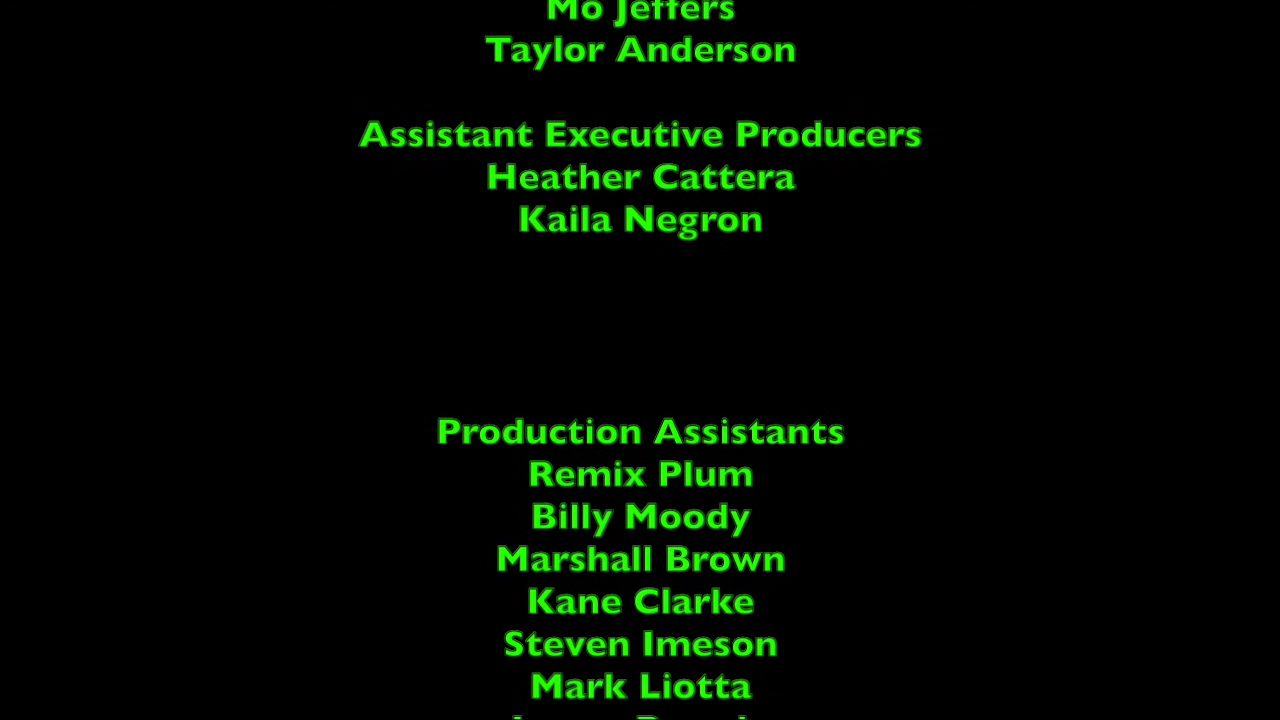 Mo Jeffers
Taylor Anderson
Assistant Executive Producers
Heather Cattera
Kaila Negron
Production Assistants
Remix Plum
Billy Moody
Marshall Brown
Kane Clarke
Steven Imeson
Mark Liotta